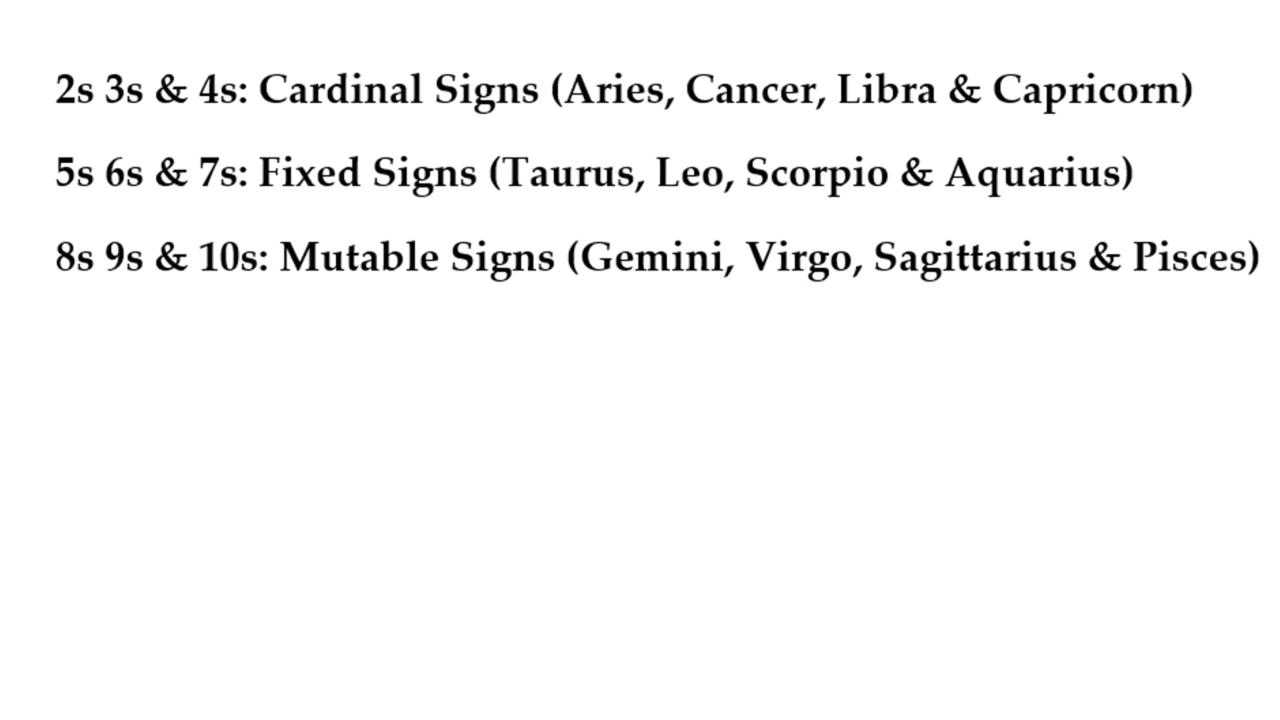 2s 3s & 4s: Cardinal Signs (Aries, Cancer, Libra & Capricorn)
5s 6s & 7s: Fixed Signs (Taurus, Leo, Scorpio & Aquarius)
8s 9s & 10s: Mutable Signs (Gemini, Virgo, Sagittarius & Pisces)